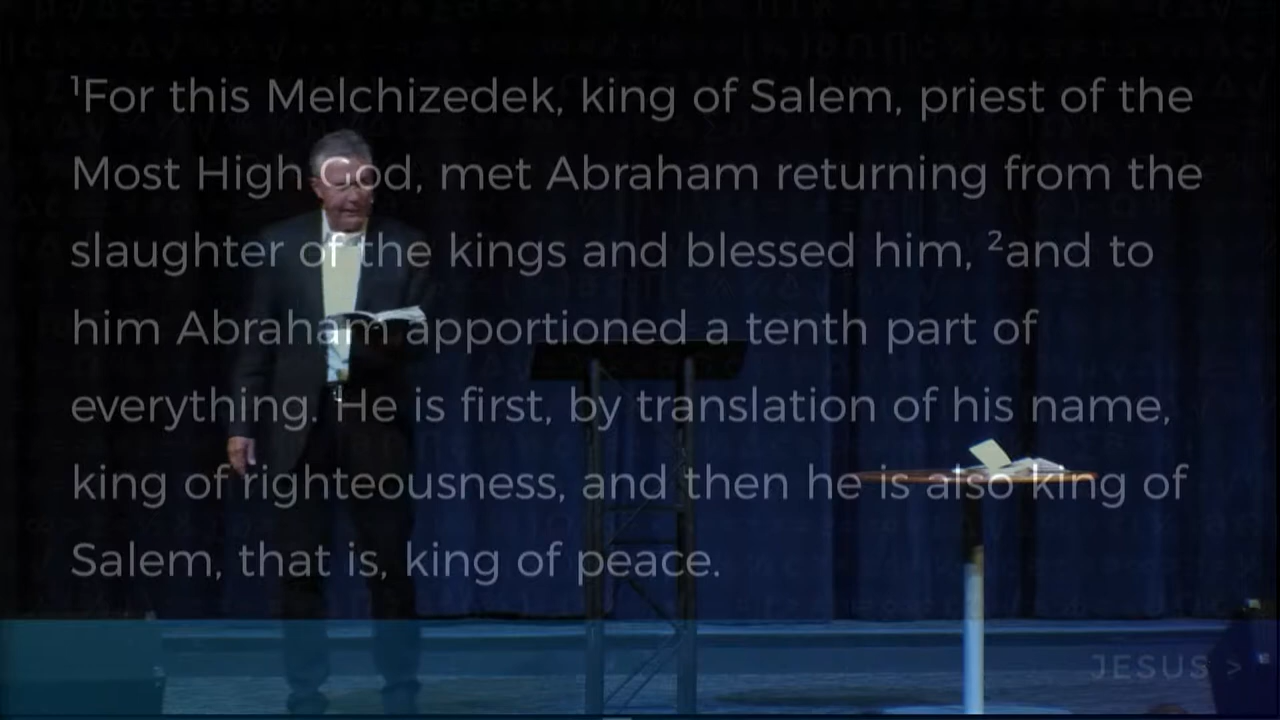 ¹For this Melchizedek, king of Salem, priest of the
Most High God, met Abraham returning from the
slaughter of the kings and blessed him, ²and to
him Abraham apportioned a tenth part of
everything. He is first, by translation of his name,
king of righteousness, and then he is also king of
Salem, that is, king of peace.
JESUS >